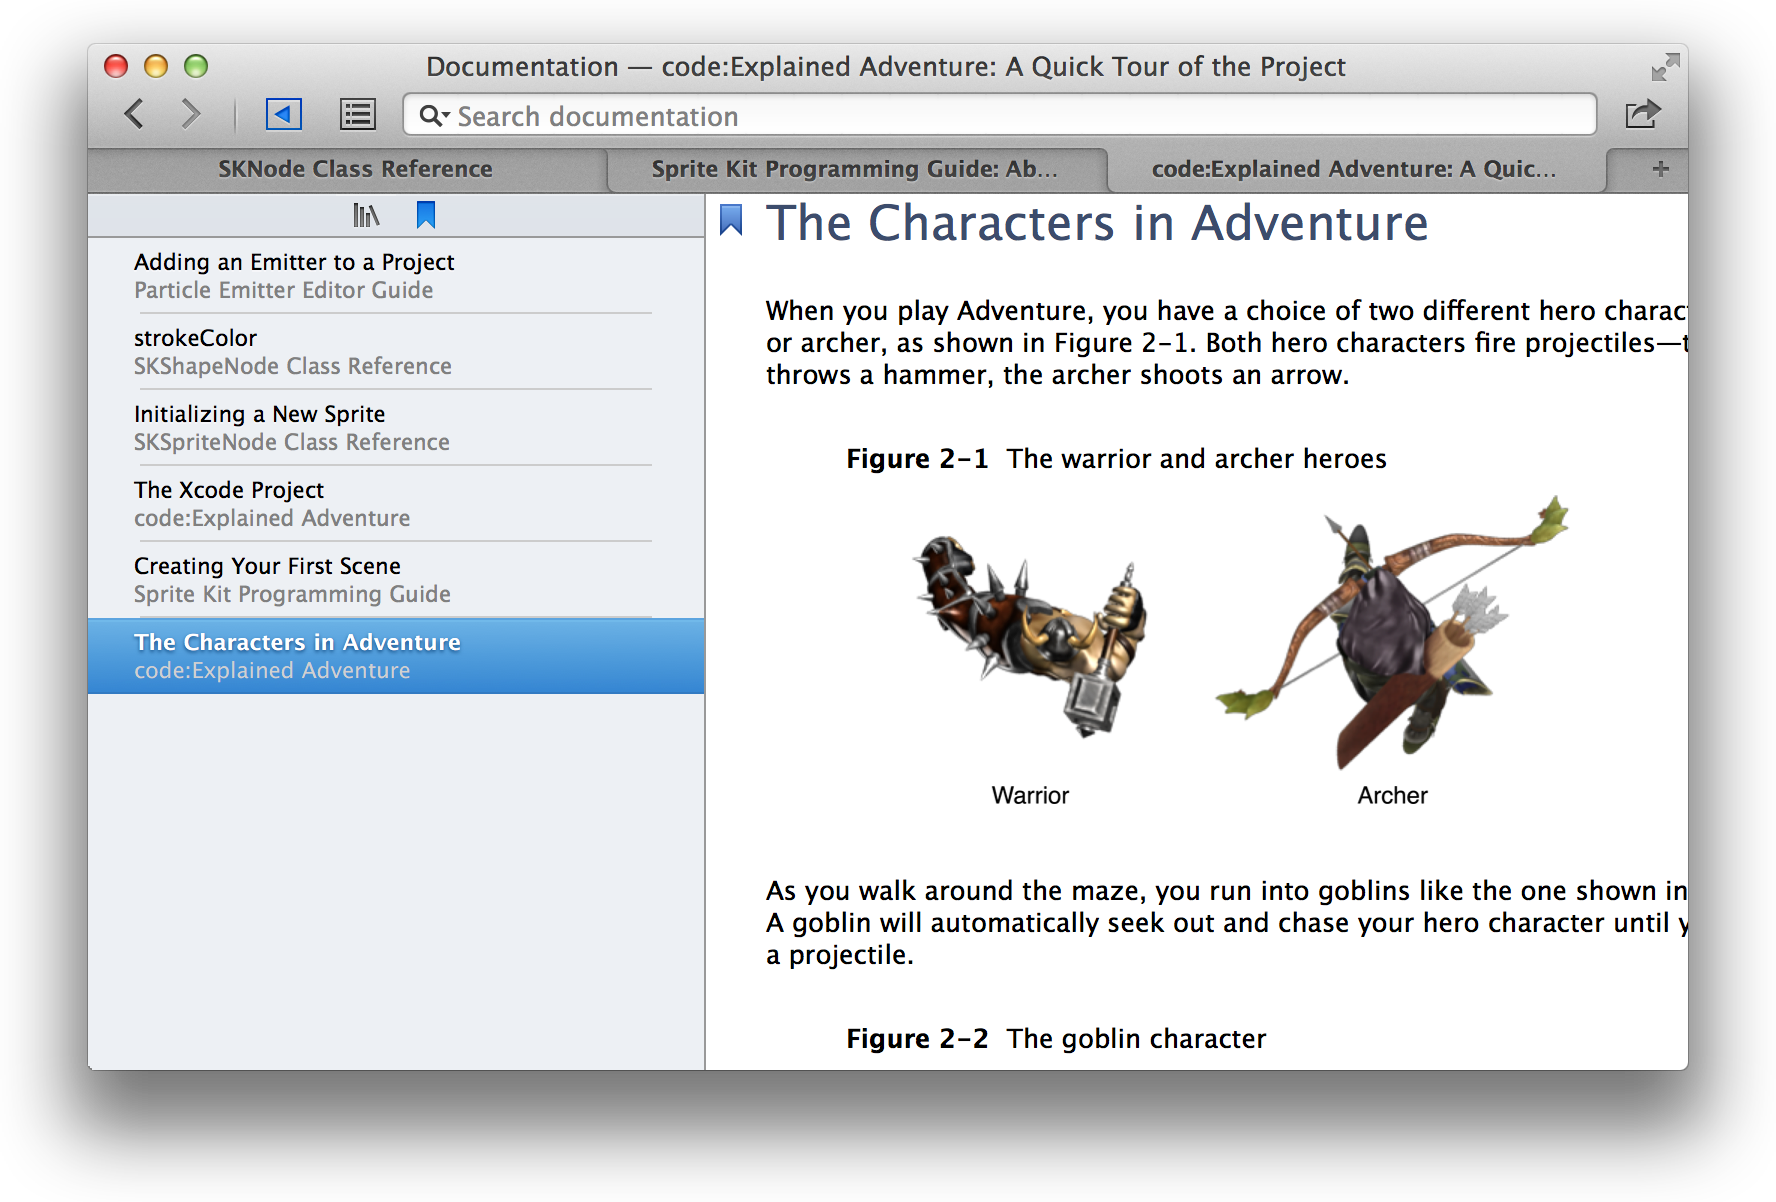 Documentation — code:Explained Adventure: A Quick Tour of the Project
Search documentation
SKNode Class Reference
Sprite Kit Programming Guide: Ab...
code:Explained Adventure: A Quic...
+
Adding an Emitter to a Project
Particle Emitter Editor Guide
strokeColor
SKShapeNode Class Reference
Initializing a New Sprite
SKSpriteNode Class Reference
The Xcode Project
code:Explained Adventure
Creating Your First Scene
Sprite Kit Programming Guide
The Characters in Adventure
code:Explained Adventure
The Characters in Adventure
When you play Adventure, you have a choice of two different hero charac
or archer, as shown in Figure 2-1. Both hero characters fire projectiles—t
throws a hammer, the archer shoots an arrow.
Figure 2-1 The warrior and archer heroes
Warrior
Archer
As you walk around the maze, you run into goblins like the one shown in
A goblin will automatically seek out and chase your hero character until y
a projectile.
Figure 2-2 The goblin character